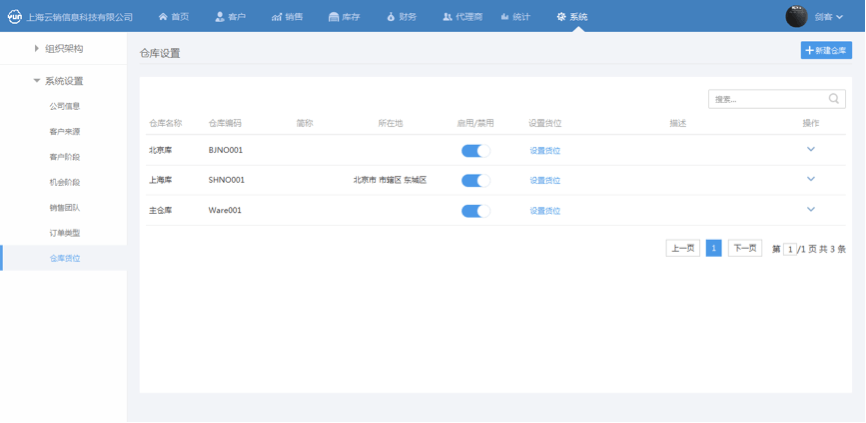 上海云销信息科技有限公司 首页 客户 销售 库存 财务 代理商 统计 系统 剑客
组织架构
系统设置
公司信息
客户来源
客户阶段
机会阶段
销售团队
订单类型
仓库货位
仓库设置
新建仓库
搜索...
仓库名称 仓库编码 简称 所在地 启用/禁用 设置货位 描述 操作
北京库 BJNO001 设置货位
上海库 SHNO001 北京市 市辖区 东城区 设置货位
主仓库 Ware001 设置货位
上一页 1 下一页 第 1 /1 页 共 3 条